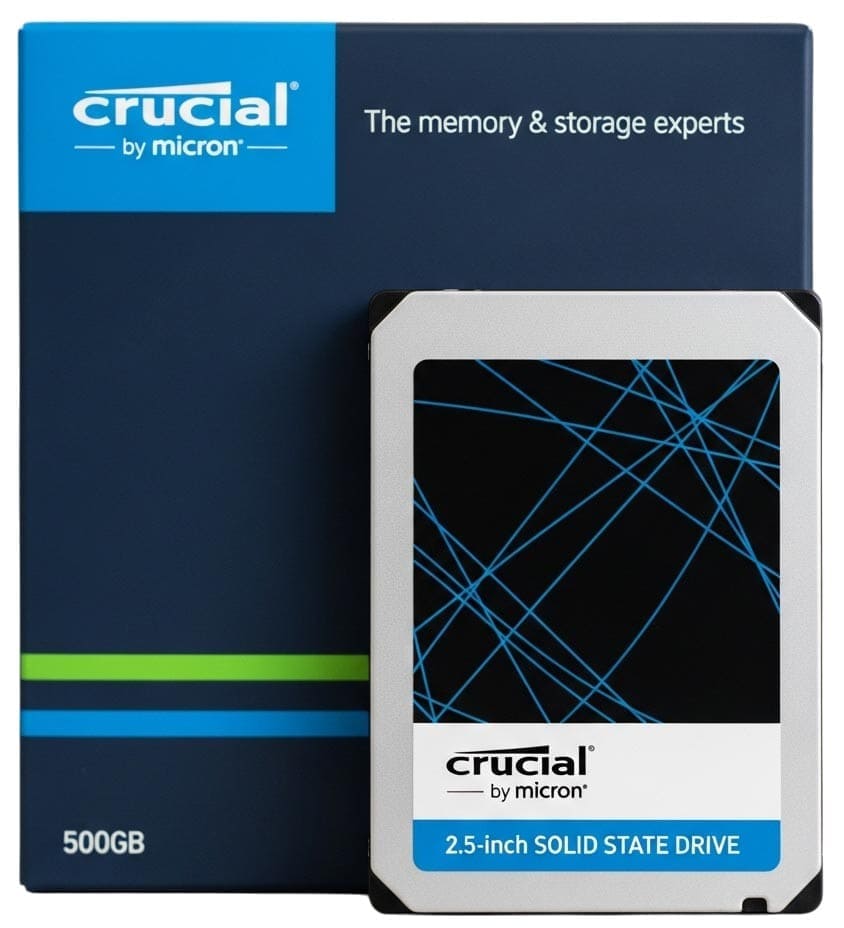 crucial®
by micron®
The memory & storage experts
500GB
crucial®
by micron®
2.5-inch SOLID STATE DRIVE